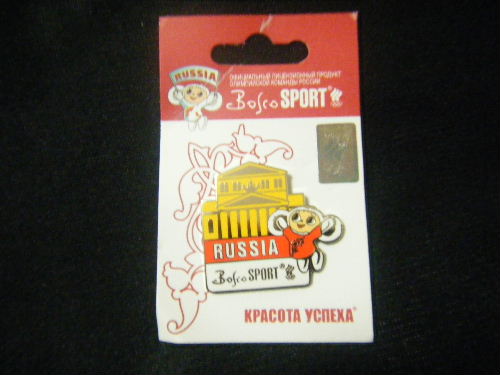 RUSSIA
ОФИЦИАЛЬНЫЙ ЛИЦЕНЗИОННЫЙ ПРОДУКТ
ОЛИМПИЙСКОЙ КОМАНДЫ РОССИИ
Bosco SPORT
RUSSIA
Bosco SPORT
КРАСОТА УСПЕХА®